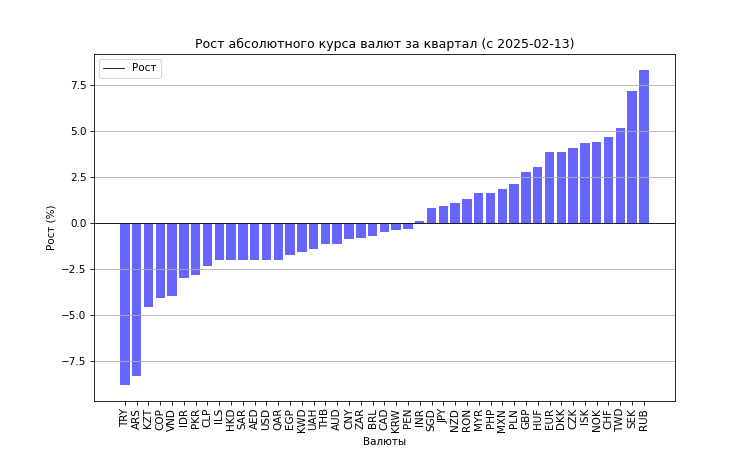 Рост абсолютного курса валют за квартал (с 2025-02-13)
Рост
7.5
5.0
2.5
0.0
−2.5
−5.0
−7.5
Рост (%)
TRY
ARS
KZT
COP
VND
IDR
PKR
CLP
ILS
HKD
SAR
AED
USD
QAR
EGP
KWD
UAH
THB
AUD
CNY
ZAR
BRL
CAD
KRW
PEN
INR
SGD
JPY
NZD
RON
MYR
PHP
MXN
PLN
GBP
HUF
EUR
DKK
CZK
ISK
NOK
CHF
TWD
SEK
RUB
Валюты